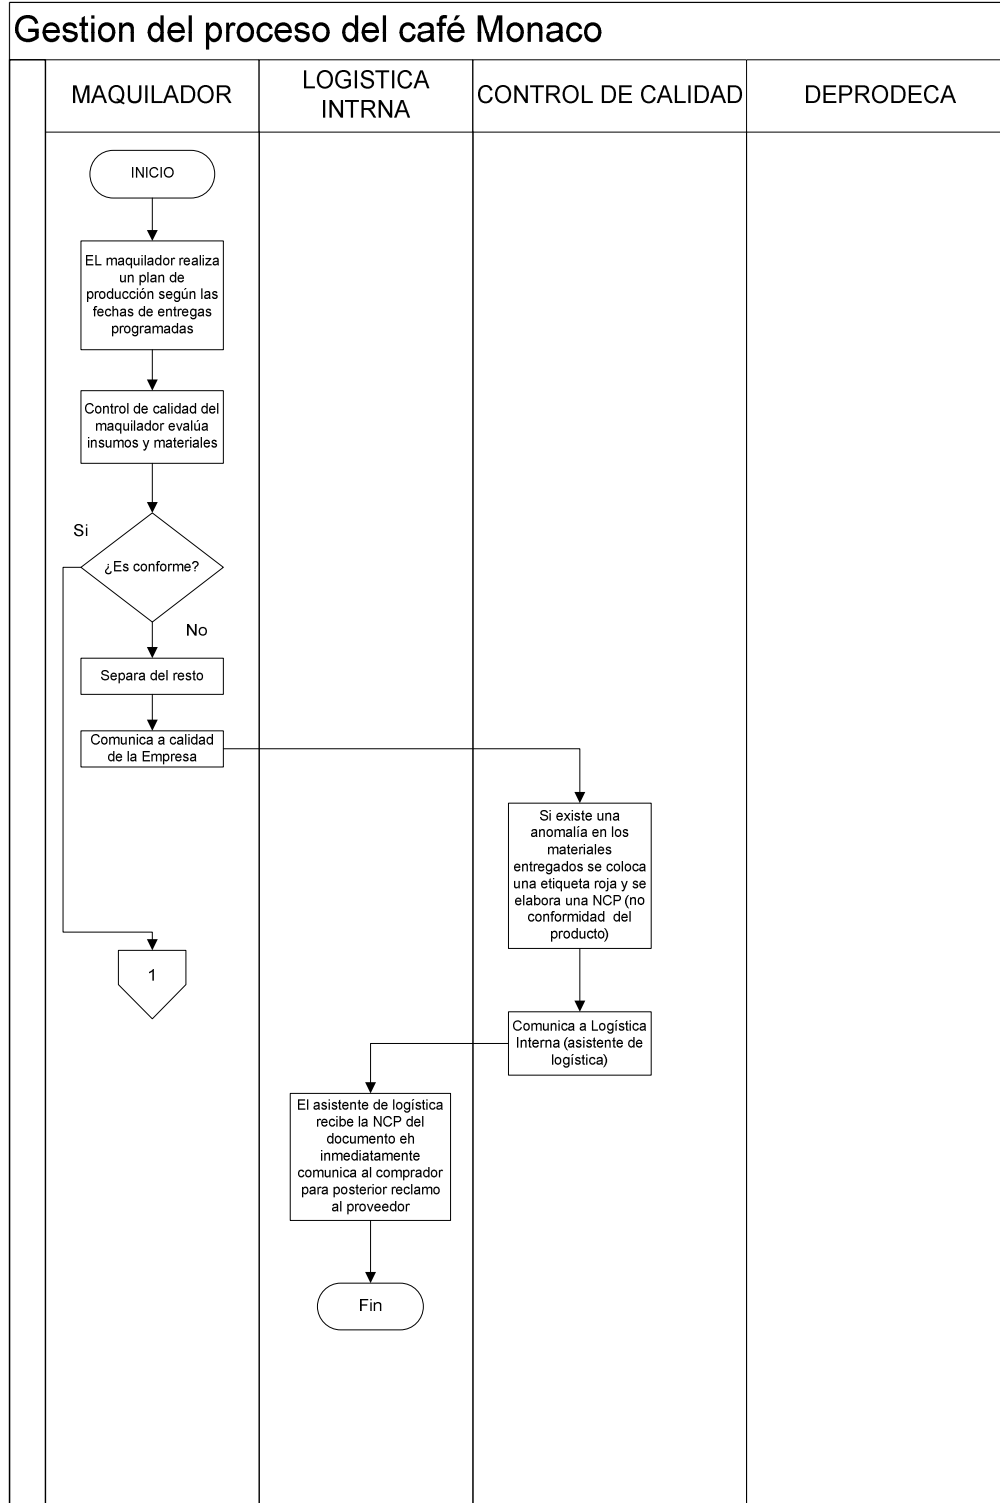 Gestion del proceso del café Monaco
MAQUILADOR
LOGISTICA
INTRNA
CONTROL DE CALIDAD
DEPRODECA
INICIO
EL maquilador realiza
un plan de
producción según las
fechas de entregas
programadas
Control de calidad del
maquilador evalúa
insumos y materiales
Si
¿Es conforme?
No
Separa del resto
Comunica a calidad
de la Empresa
Si existe una
anomalía en los
materiales
entregados se coloca
una etiqueta roja y se
elabora una NCP (no
conformidad del
producto)
1
Comunica a Logística
Interna (asistente de
logística)
El asistente de logística
recibe la NCP del
documento eh
inmediatamente
comunica al comprador
para posterior reclamo
al proveedor
Fin